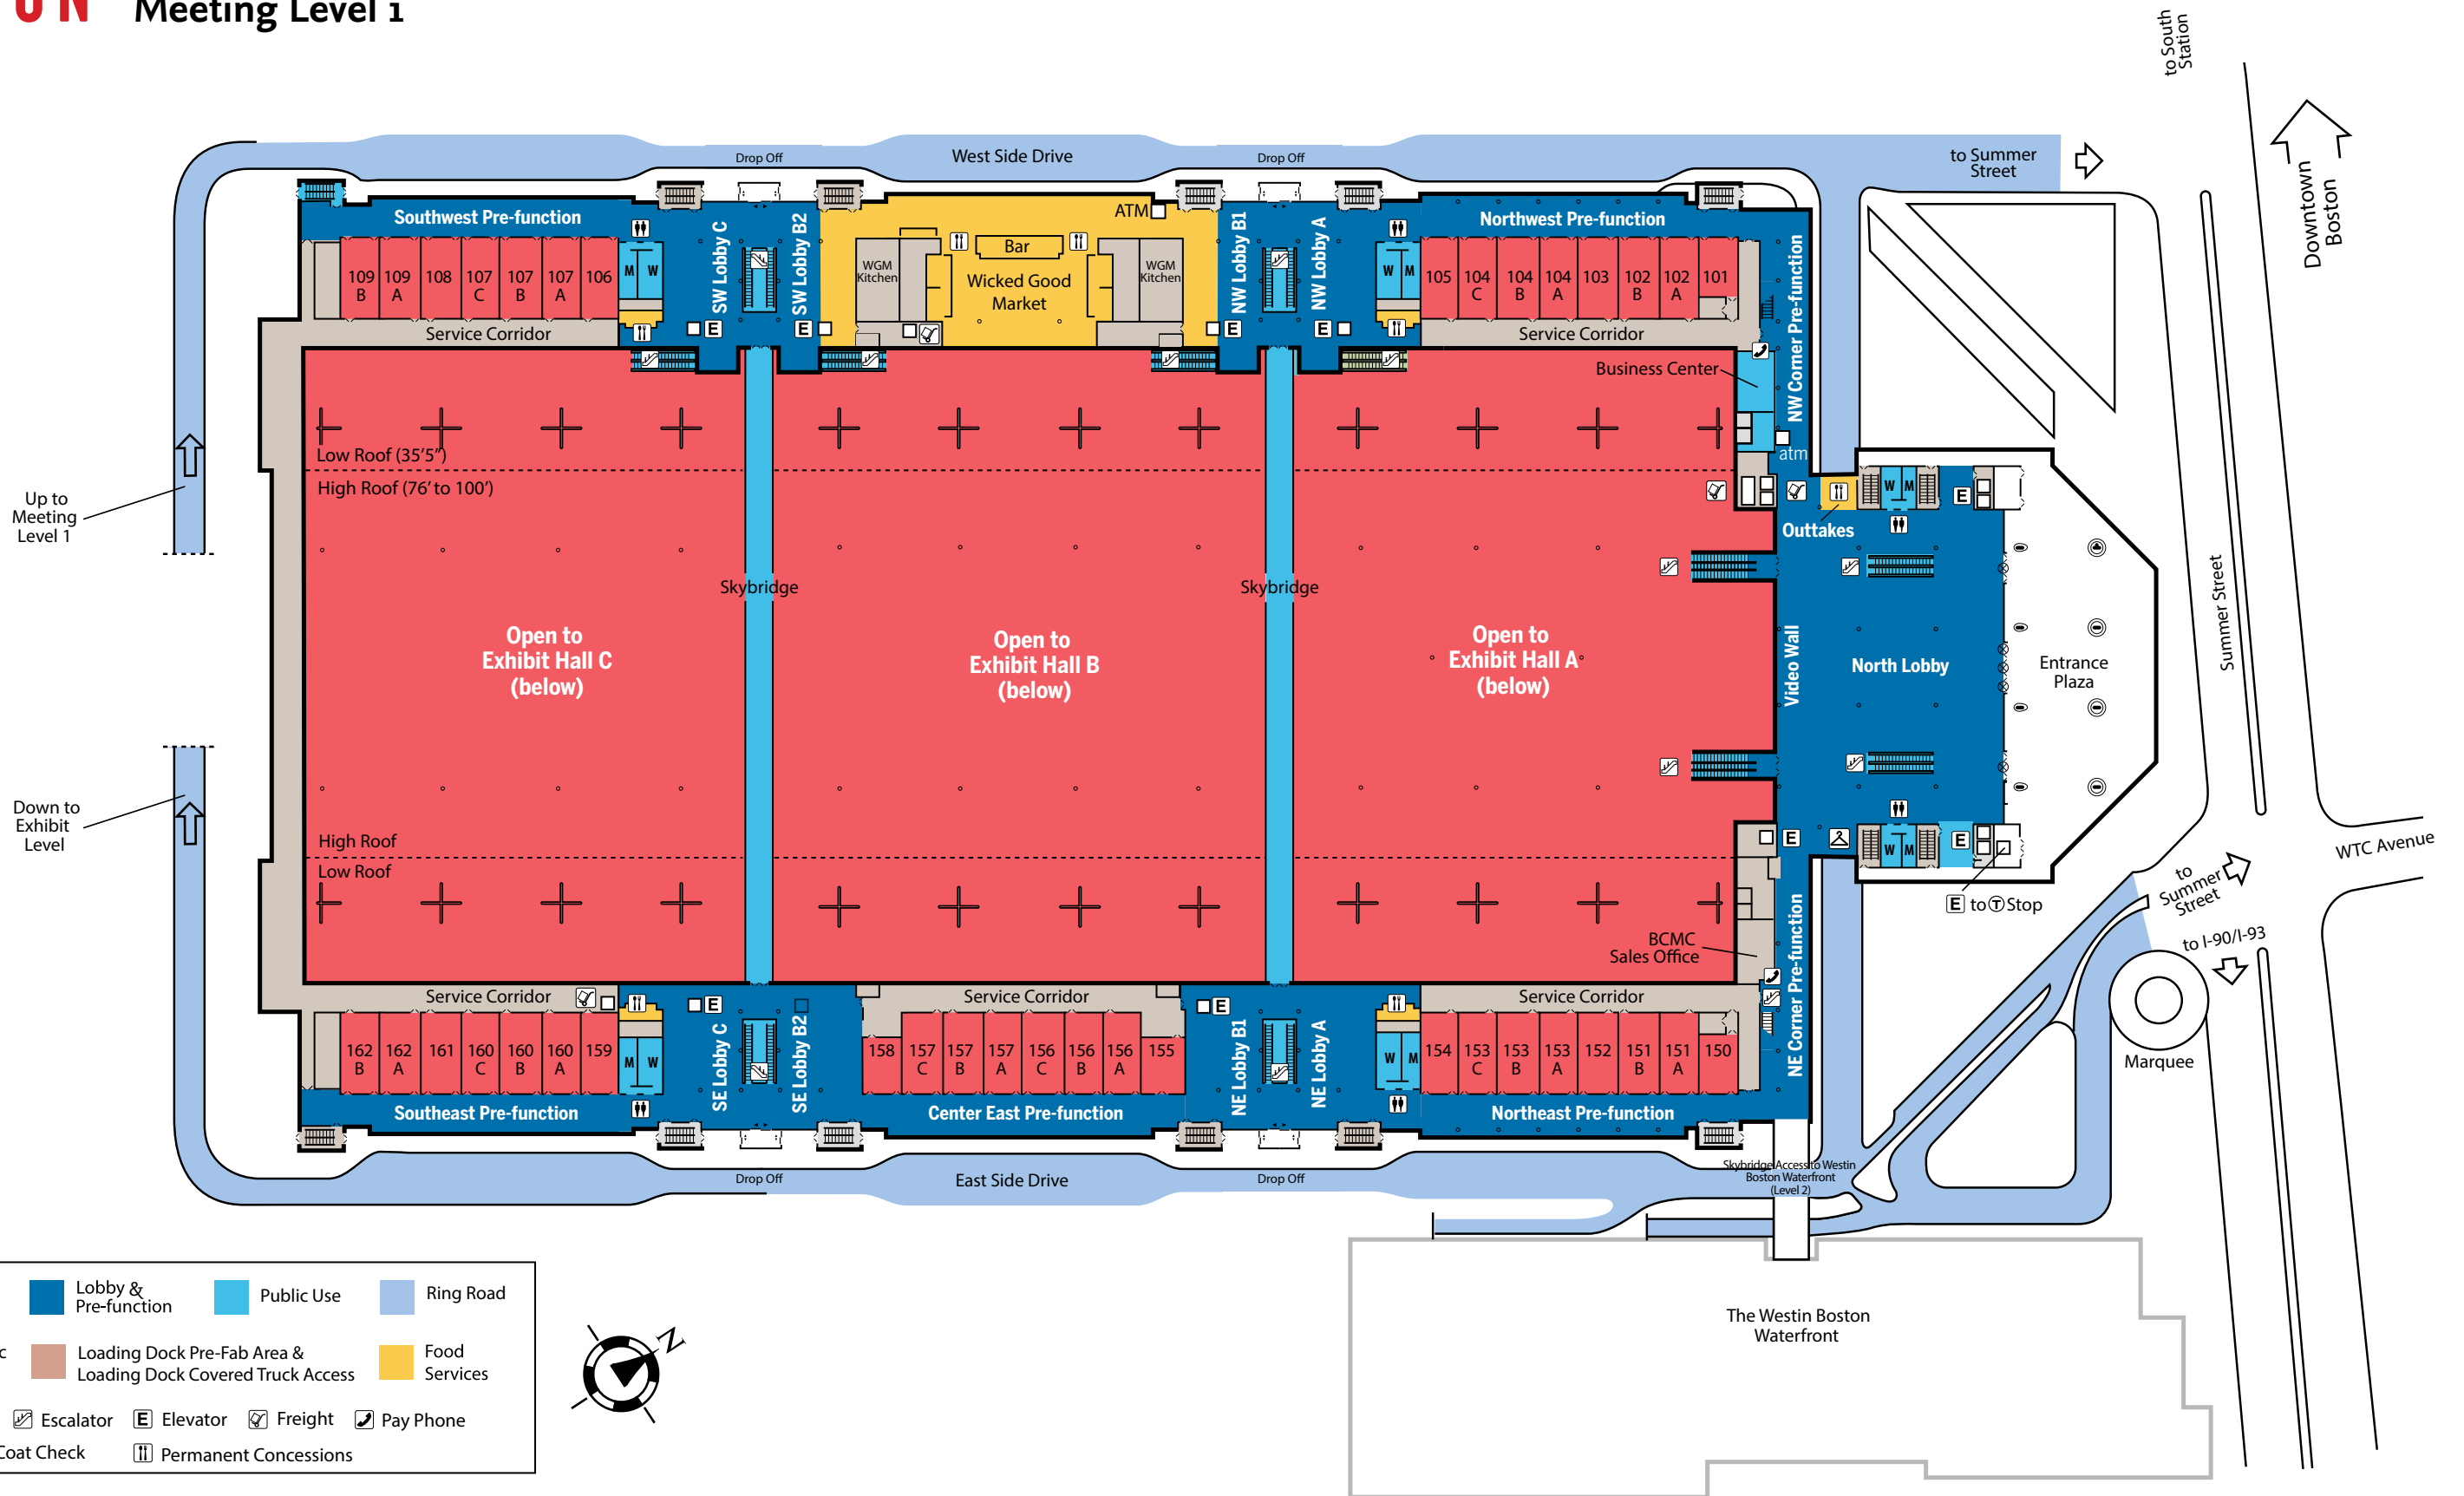 ON
Meeting Level 1
to South
Station
Downtown
Boston
Drop Off
West Side Drive
Drop Off
to Summer
Street
Southwest Pre-function
SW Lobby C
SW Lobby B2
ATM
NW Lobby B1
NW Lobby A
Northwest Pre-function
NW Corner Pre-function
109
B
109
A
108
107
C
107
B
107
A
106
M W
WGM
Kitchen
Bar
Wicked Good
Market
WGM
Kitchen
W M
105
104
C
104
B
104
A
103
102
B
102
A
101
Service Corridor
E
E
E
E
Service Corridor
Business Center
atm
Low Roof (35'5")
High Roof (76' to 100')
Up to
Meeting
Level 1
Outtakes
W M
E
Skybridge
Skybridge
Open to
Exhibit Hall C
(below)
Open to
Exhibit Hall B
(below)
Open to
Exhibit Hall A
(below)
Video Wall
North Lobby
Entrance
Plaza
Summer Street
Down to
Exhibit
Level
High Roof
Low Roof
E
W M
E
E to T Stop
WTC Avenue
to
Summer
Street
to I-90/I-93
BCMC
Sales Office
NE Corner Pre-function
Marquee
Service Corridor
E
Service Corridor
E
Service Corridor
162
B
162
A
161
160
C
160
B
160
A
159
M W
SE Lobby C
SE Lobby B2
158
157
C
157
B
157
A
156
C
156
B
156
A
155
NE Lobby B1
NE Lobby A
W M
154
153
C
153
B
153
A
152
151
B
151
A
150
Southeast Pre-function
Center East Pre-function
Northeast Pre-function
Drop Off
East Side Drive
Drop Off
Skybridge Access to Westin
Boston Waterfront
(Level 2)
The Westin Boston
Waterfront
Lobby &
Pre-function
Public Use
Ring Road
c
Loading Dock Pre-Fab Area &
Loading Dock Covered Truck Access
Food
Services
Escalator
E Elevator
Freight
Pay Phone
Coat Check
Permanent Concessions
N